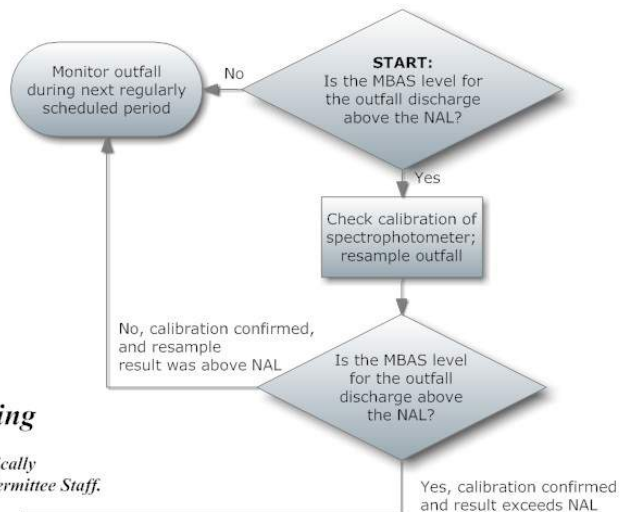 START:
Is the MBAS level for
the outfall discharge
above the NAL?
No
Monitor outfall
during next regularly
scheduled period
Yes
Check calibration of
spectrophotometer;
resample outfall
Is the MBAS level
for the outfall
discharge above
the NAL?
No, calibration confirmed,
and resample
result was above NAL
ing
ically
ermittee Staff.
Yes, calibration confirmed
and result exceeds NAL